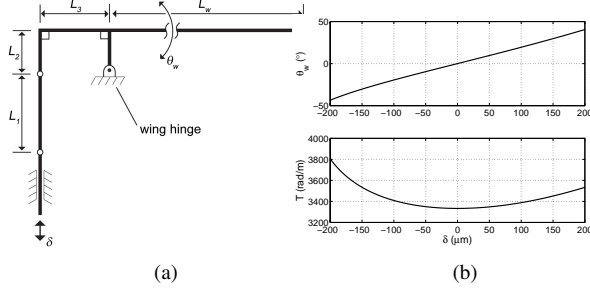 L3
Lw
L2
θw
L1
wing hinge
δ
(a)
50
0
−50
θw (°)
−200 −150 −100 −50 0 50 100 150 200
4000
3800
3600
3400
3200
T (rad/m)
−200 −150 −100 −50 0 50 100 150 200
δ (μm)
(b)